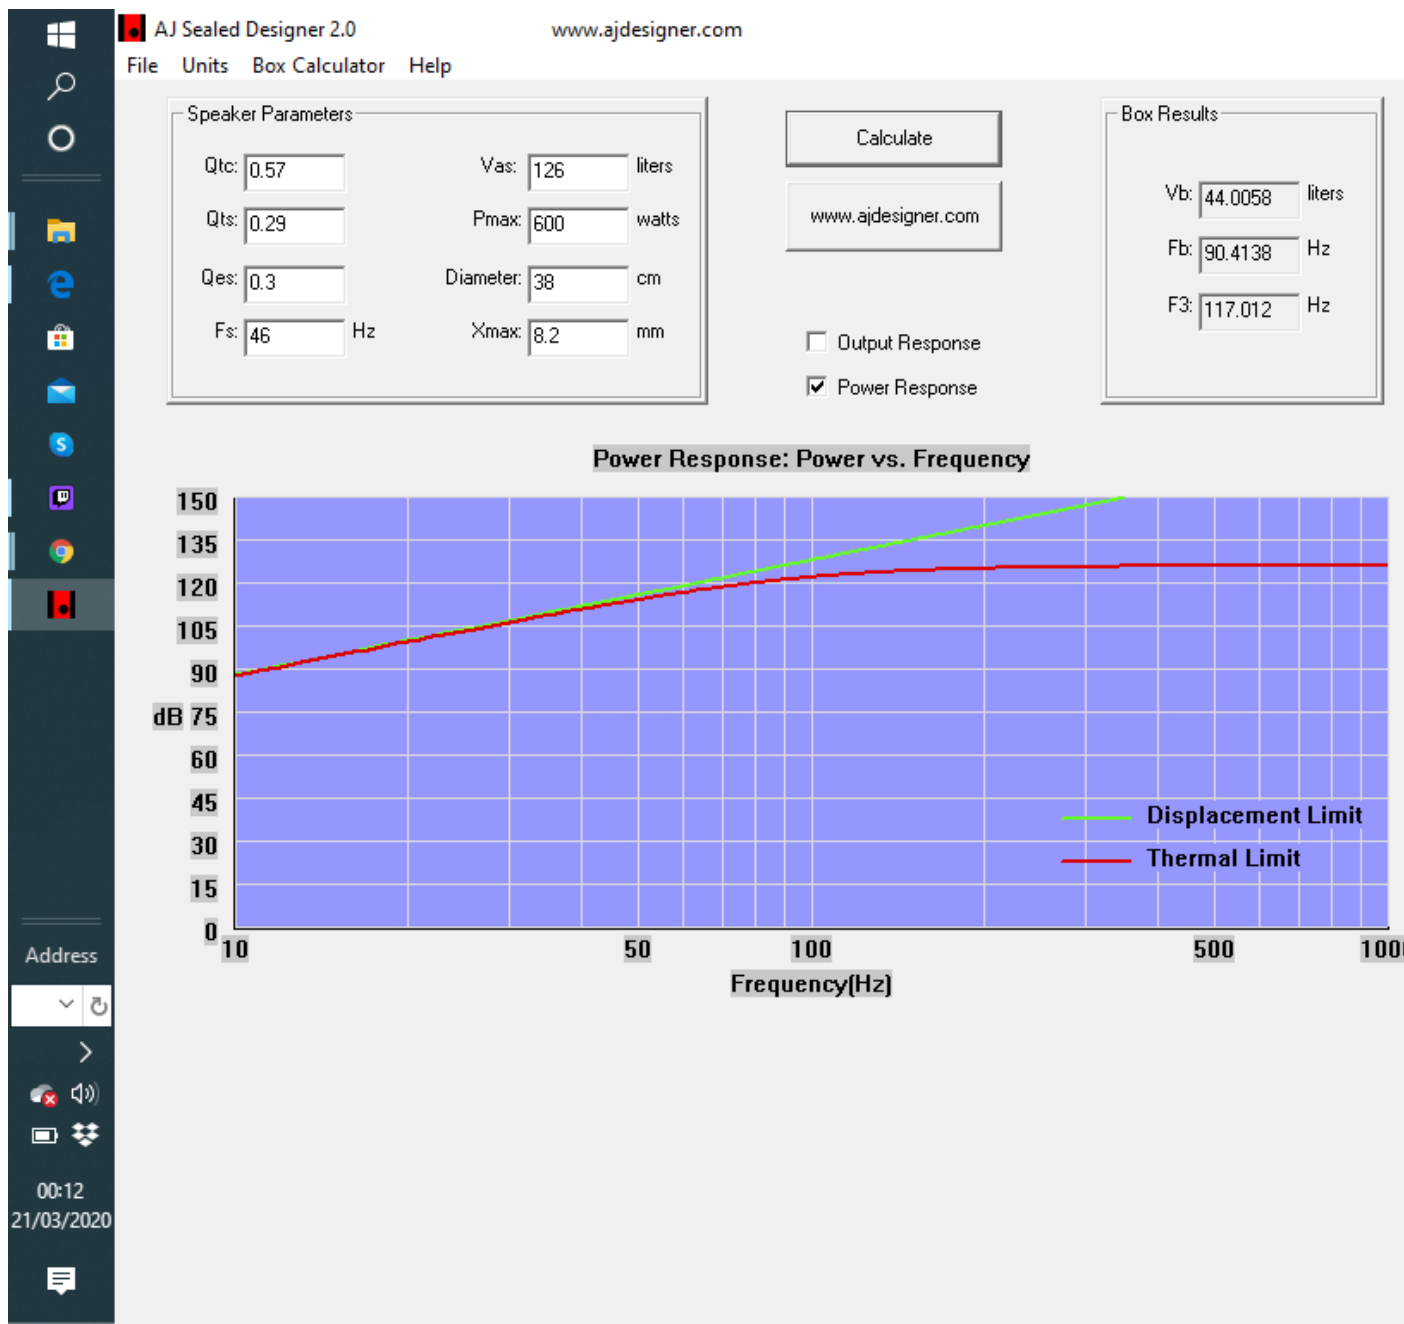 AJ Sealed Designer 2.0 www.ajdesigner.com
File Units Box Calculator Help
Speaker Parameters
Qtc: 0.57 Vas: 126 liters
Qts: 0.29 Pmax: 600 watts
Qes: 0.3 Diameter: 38 cm
Fs: 46 Hz Xmax: 8.2 mm
Calculate
www.ajdesigner.com
Output Response
Power Response
Box Results
Vb: 44.0058 liters
Fb: 90.4138 Hz
F3: 117.012 Hz
Power Response: Power vs. Frequency
150
135
120
105
90
dB 75
60
45
30
15
0
Displacement Limit
Thermal Limit
10 50 100 500 100
Frequency(Hz)
Address
00:12
21/03/2020